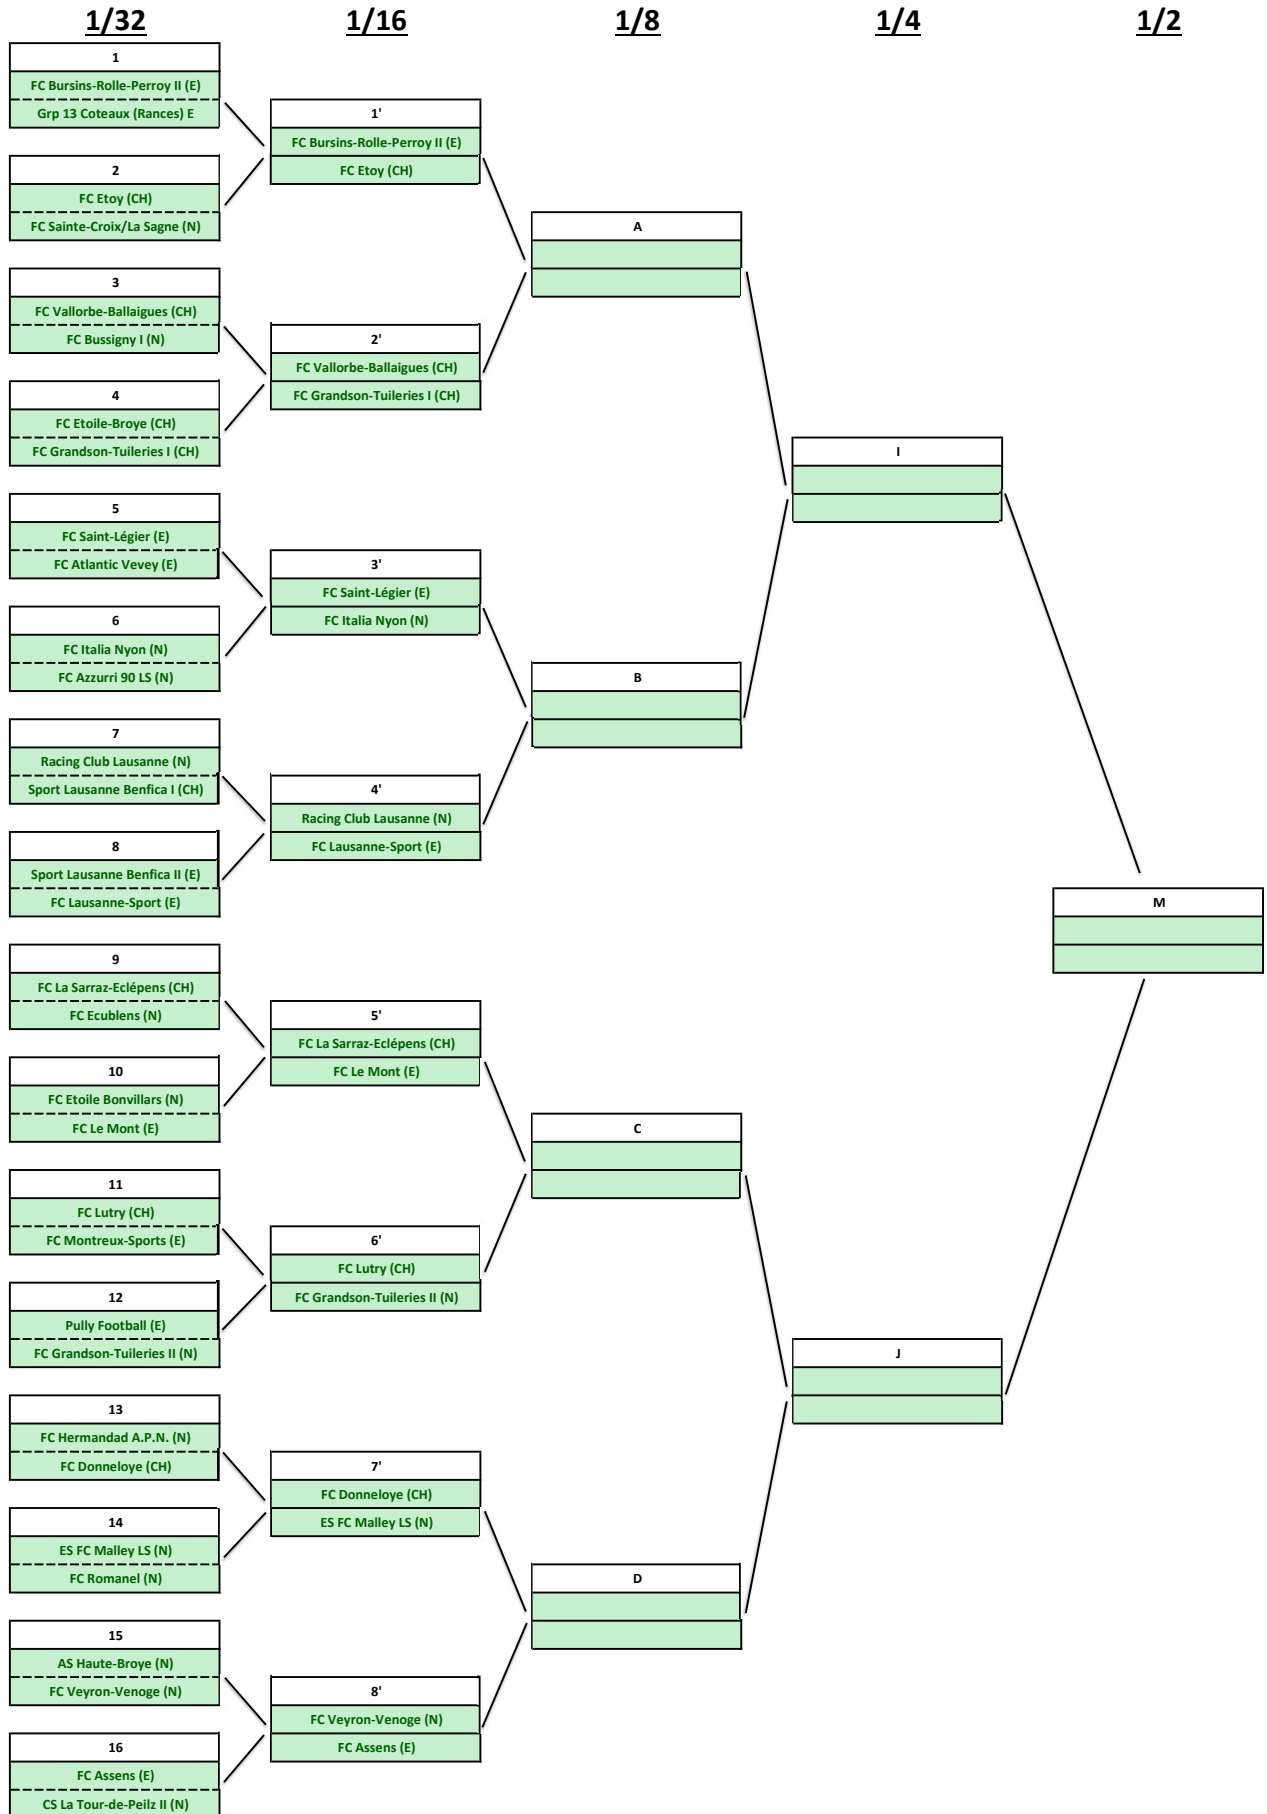 1/32
1/16
1/8
1/4
1/2
1
FC Bursins-Rolle-Perroy II (E)
Grp 13 Coteaux (Rances) E
2
FC Etoy (CH)
FC Sainte-Croix/La Sagne (N)
3
FC Vallorbe-Ballaigues (CH)
FC Bussigny I (N)
4
FC Etoile-Broye (CH)
FC Grandson-Tuileries I (CH)
5
FC Saint-Légier (E)
FC Atlantic Vevey (E)
6
FC Italia Nyon (N)
FC Azzurri 90 LS (N)
7
Racing Club Lausanne (N)
Sport Lausanne Benfica I (CH)
8
Sport Lausanne Benfica II (E)
FC Lausanne-Sport (E)
9
FC La Sarraz-Eclépens (CH)
FC Ecublens (N)
10
FC Etoile Bonvillars (N)
FC Le Mont (E)
11
FC Lutry (CH)
FC Montreux-Sports (E)
12
Pully Football (E)
FC Grandson-Tuileries II (N)
13
FC Hermandad A.P.N. (N)
FC Donneloye (CH)
14
ES FC Malley LS (N)
FC Romanel (N)
15
AS Haute-Broye (N)
FC Veyron-Venoge (N)
16
FC Assens (E)
CS La Tour-de-Peilz II (N)
1'
FC Bursins-Rolle-Perroy II (E)
FC Etoy (CH)
2'
FC Vallorbe-Ballaigues (CH)
FC Grandson-Tuileries I (CH)
3'
FC Saint-Légier (E)
FC Italia Nyon (N)
4'
Racing Club Lausanne (N)
FC Lausanne-Sport (E)
5'
FC La Sarraz-Eclépens (CH)
FC Le Mont (E)
6'
FC Lutry (CH)
FC Grandson-Tuileries II (N)
7'
FC Donneloye (CH)
ES FC Malley LS (N)
8'
FC Veyron-Venoge (N)
FC Assens (E)
A
B
C
D
I
J
M